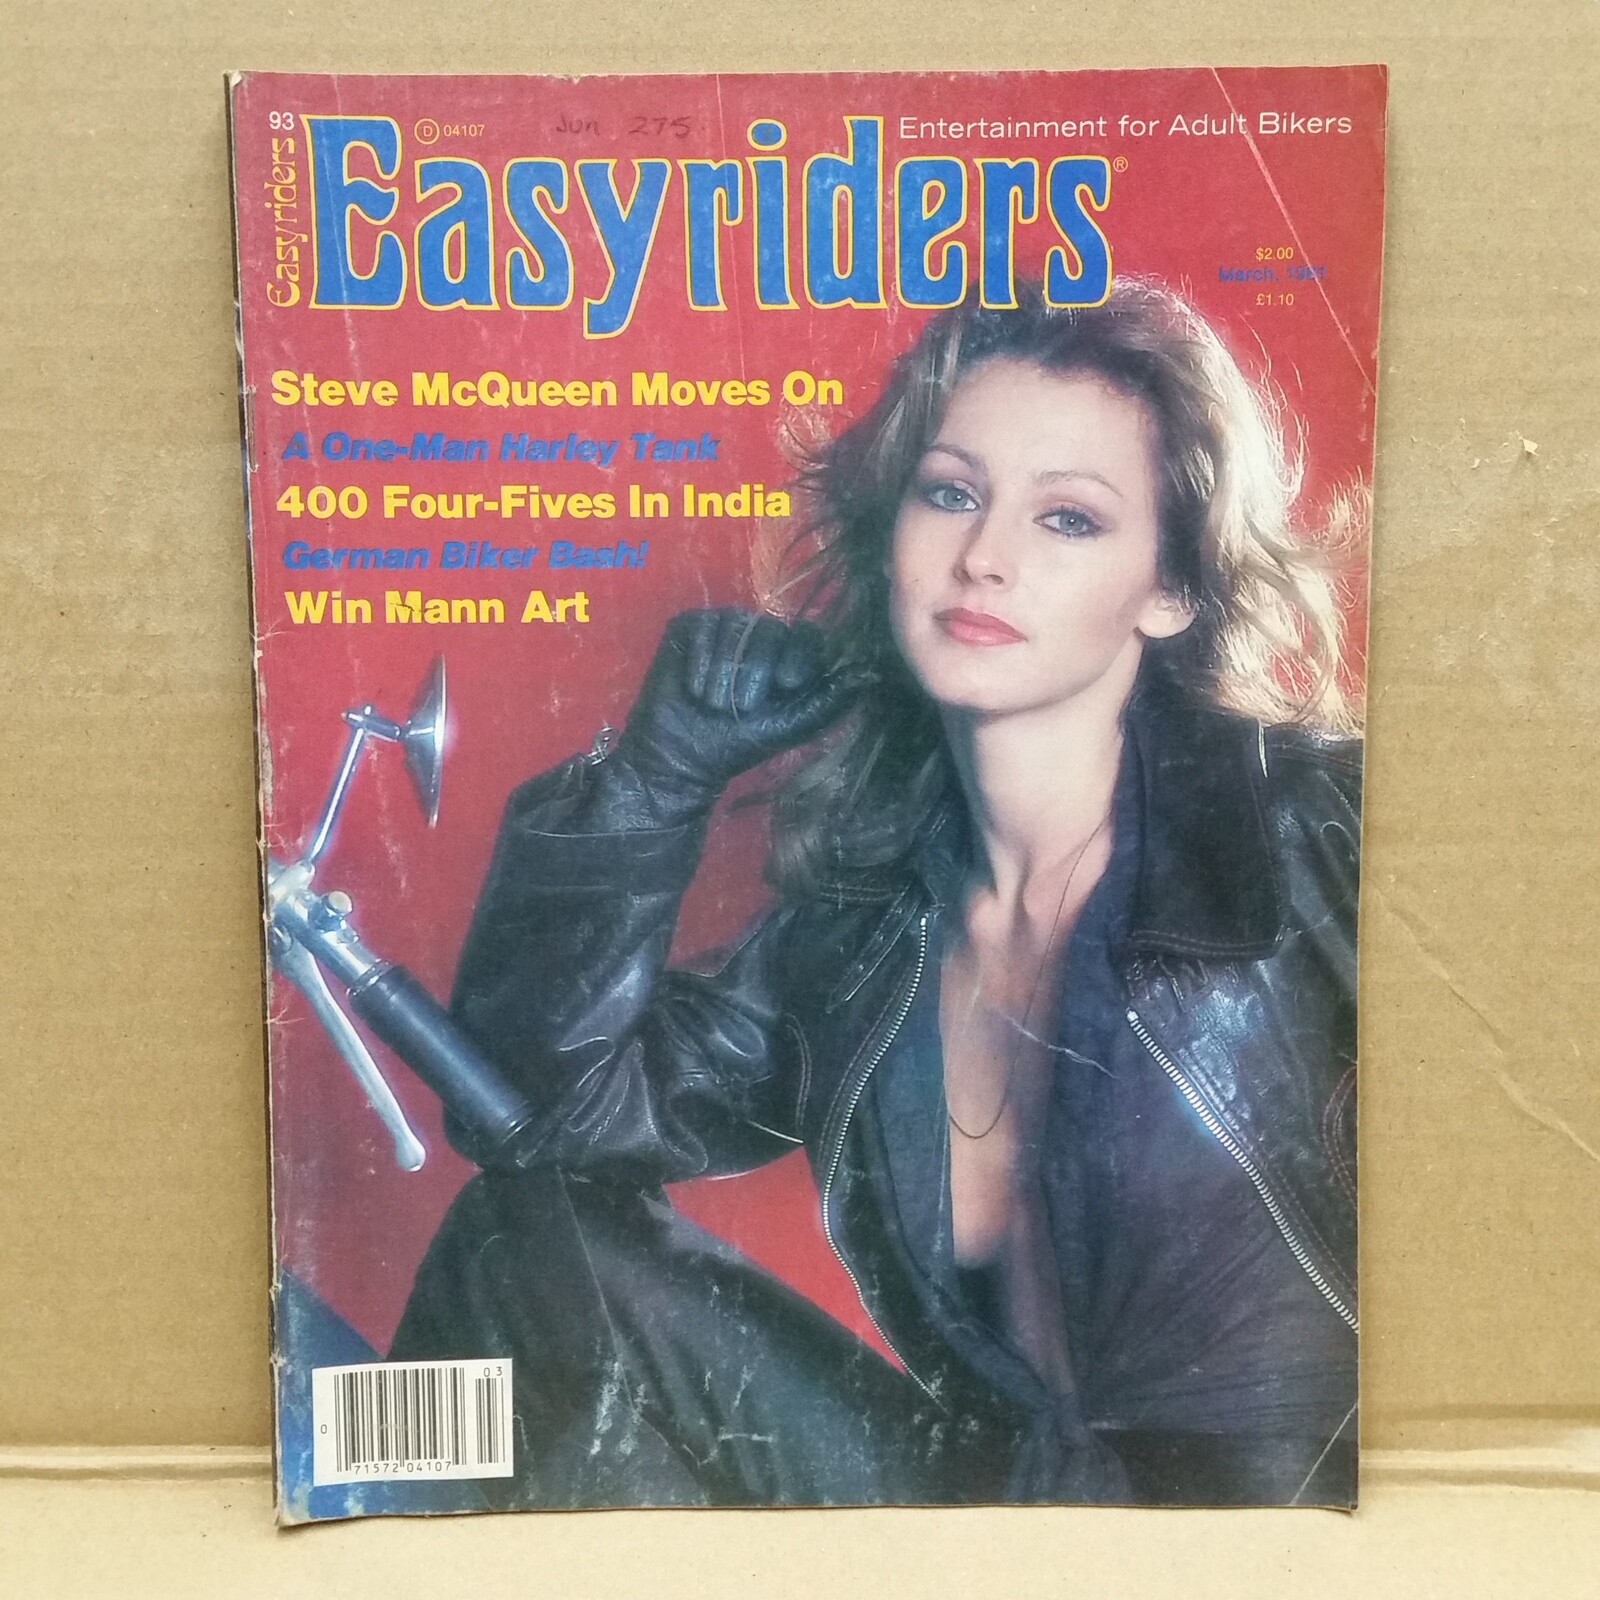 93
Easyriders
D 04107
Jun 275
Entertainment for Adult Bikers
Easyriders®
$2.00
March, 1981
£1.10
Steve McQueen Moves On
A One-Man Harley Tank
400 Four-Fives In India
German Biker Bash!
Win Mann Art
03
0
71572 04107